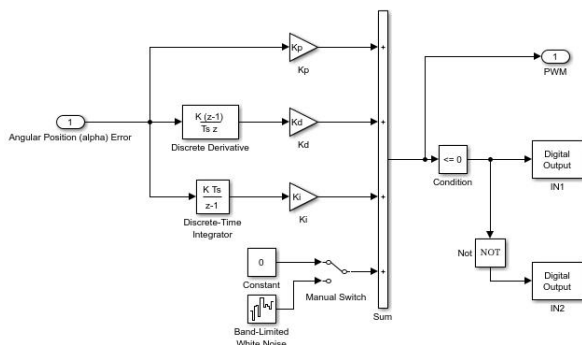 Kp
+
1
Kp
PWM
K (z-1)
Ts z
Kd
+
1
Angular Position (alpha) Error
Discrete Derivative
Kd
<= 0
Digital
Output
Condition
IN1
K Ts
z-1
Ki
+
Discrete-Time
Integrator
Ki
Not
NOT
0
+
Digital
Output
Constant
Manual Switch
IN2
Sum
Band-Limited
White Noise